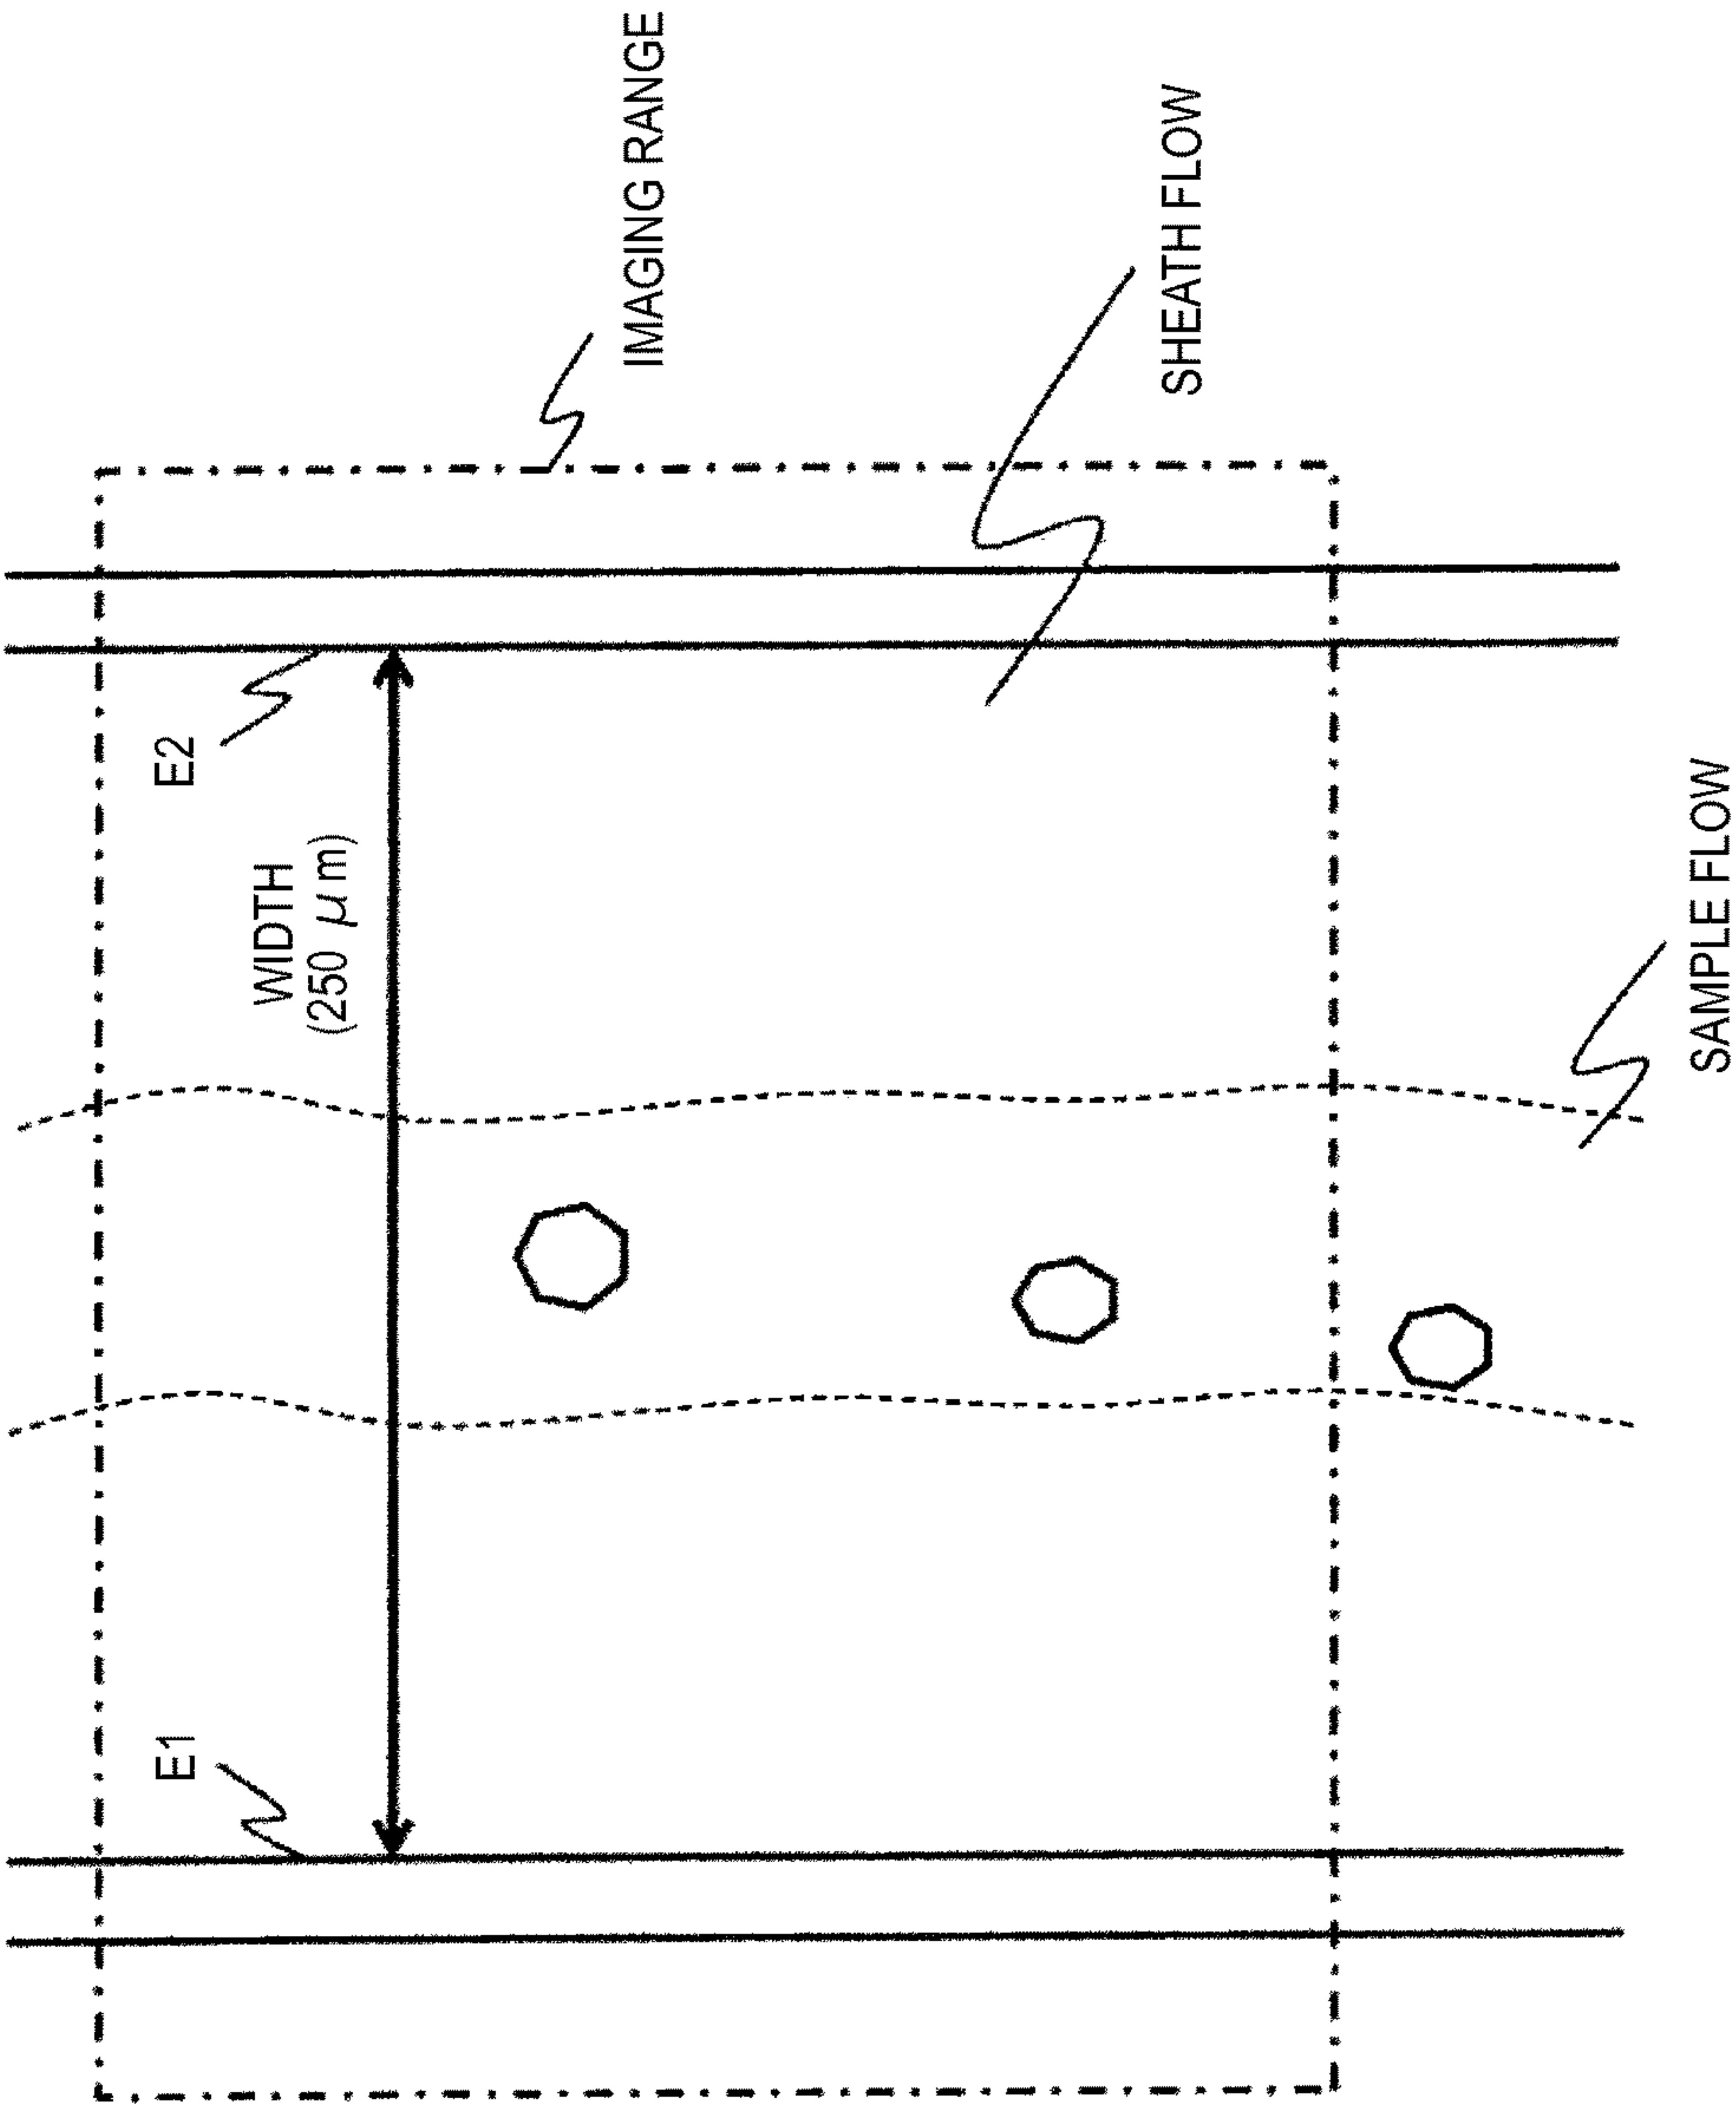 IMAGING RANGE
SHEATH FLOW
E2
WIDTH
(250 μm)
SAMPLE FLOW
E1